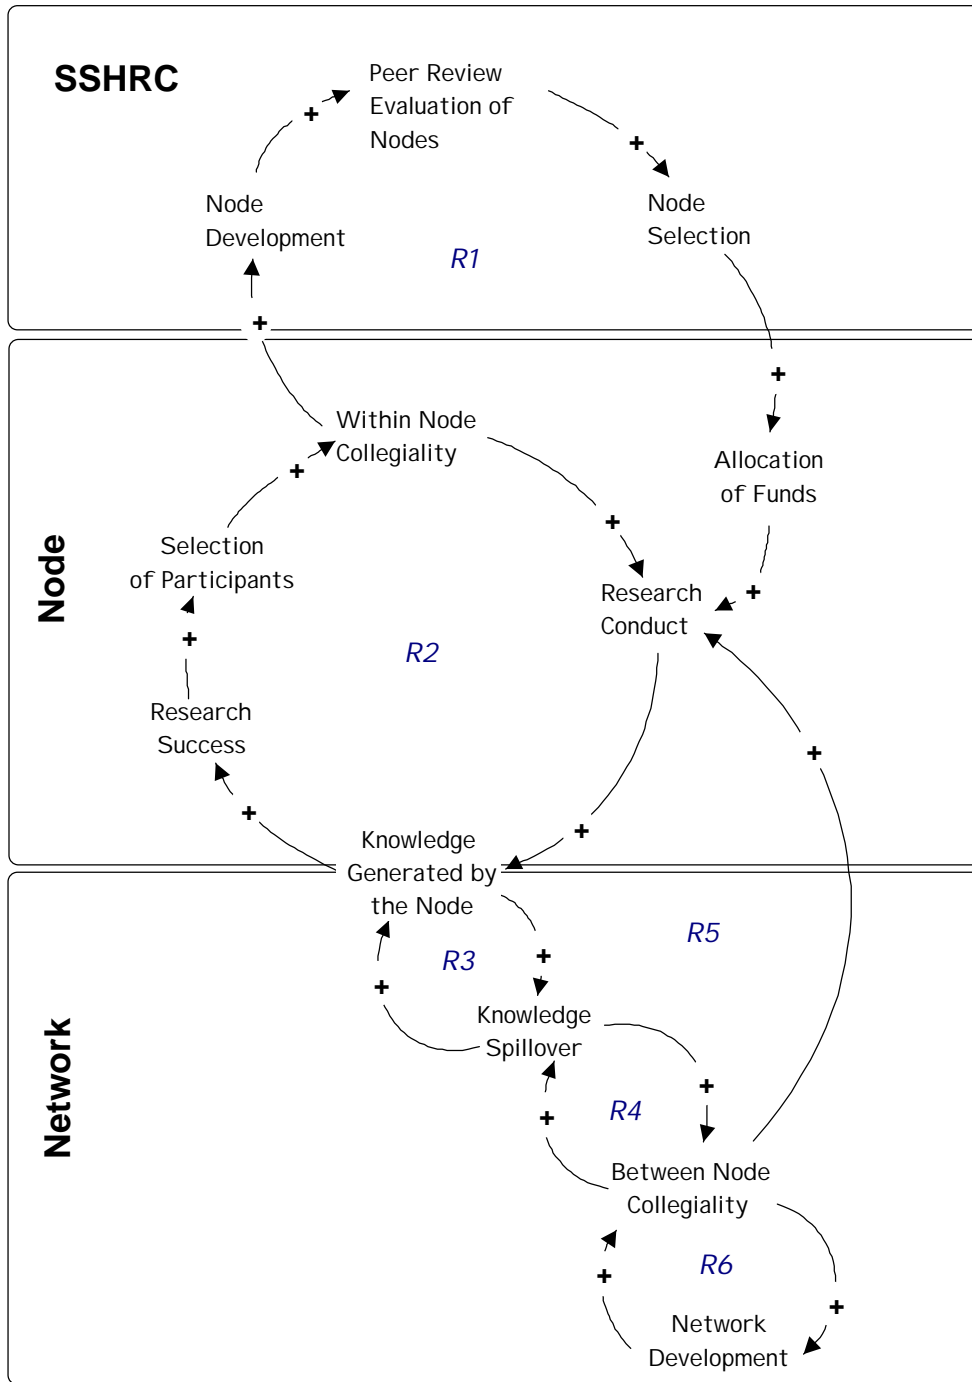 SSHRC
Peer Review
Evaluation of
Nodes
+
+
Node
Development
Node
Selection
R1
+
+
Within Node
Collegiality
Allocation
of Funds
+
+
Node
Selection
of Participants
Research
Conduct
+
+
R2
Research
Success
+
+
+
Knowledge
Generated by
the Node
R5
R3
+
+
Knowledge
Spillover
Network
+
R4
+
Between Node
Collegiality
R6
+
+
Network
Development